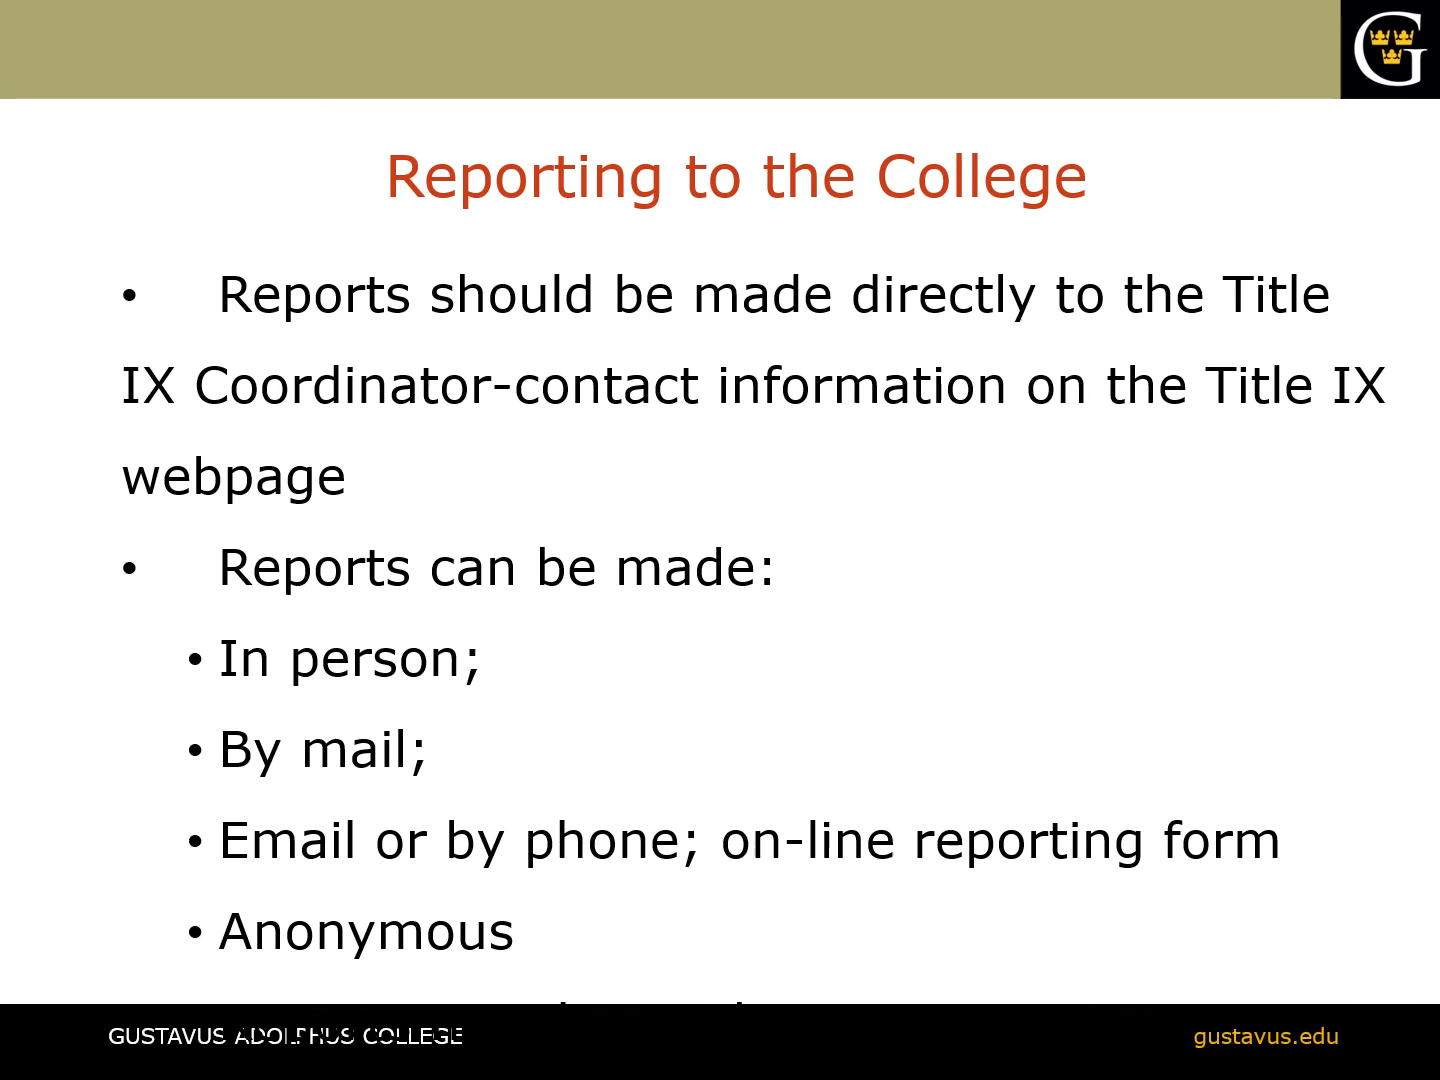 G
Reporting to the College
• Reports should be made directly to the Title
IX Coordinator-contact information on the Title IX
webpage
• Reports can be made:
• In person;
• By mail;
• Email or by phone; on-line reporting form
• Anonymous
GUSTAVUS ADOLPHUS COLLEGE
gustavus.edu